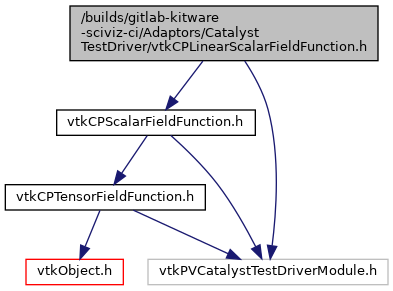 /builds/gitlab-kitware
-sciviz-ci/Adaptors/Catalyst
TestDriver/vtkCPLinearScalarFieldFunction.h
vtkCPScalarFieldFunction.h
vtkCPTensorFieldFunction.h
vtkObject.h
vtkPVCatalystTestDriverModule.h